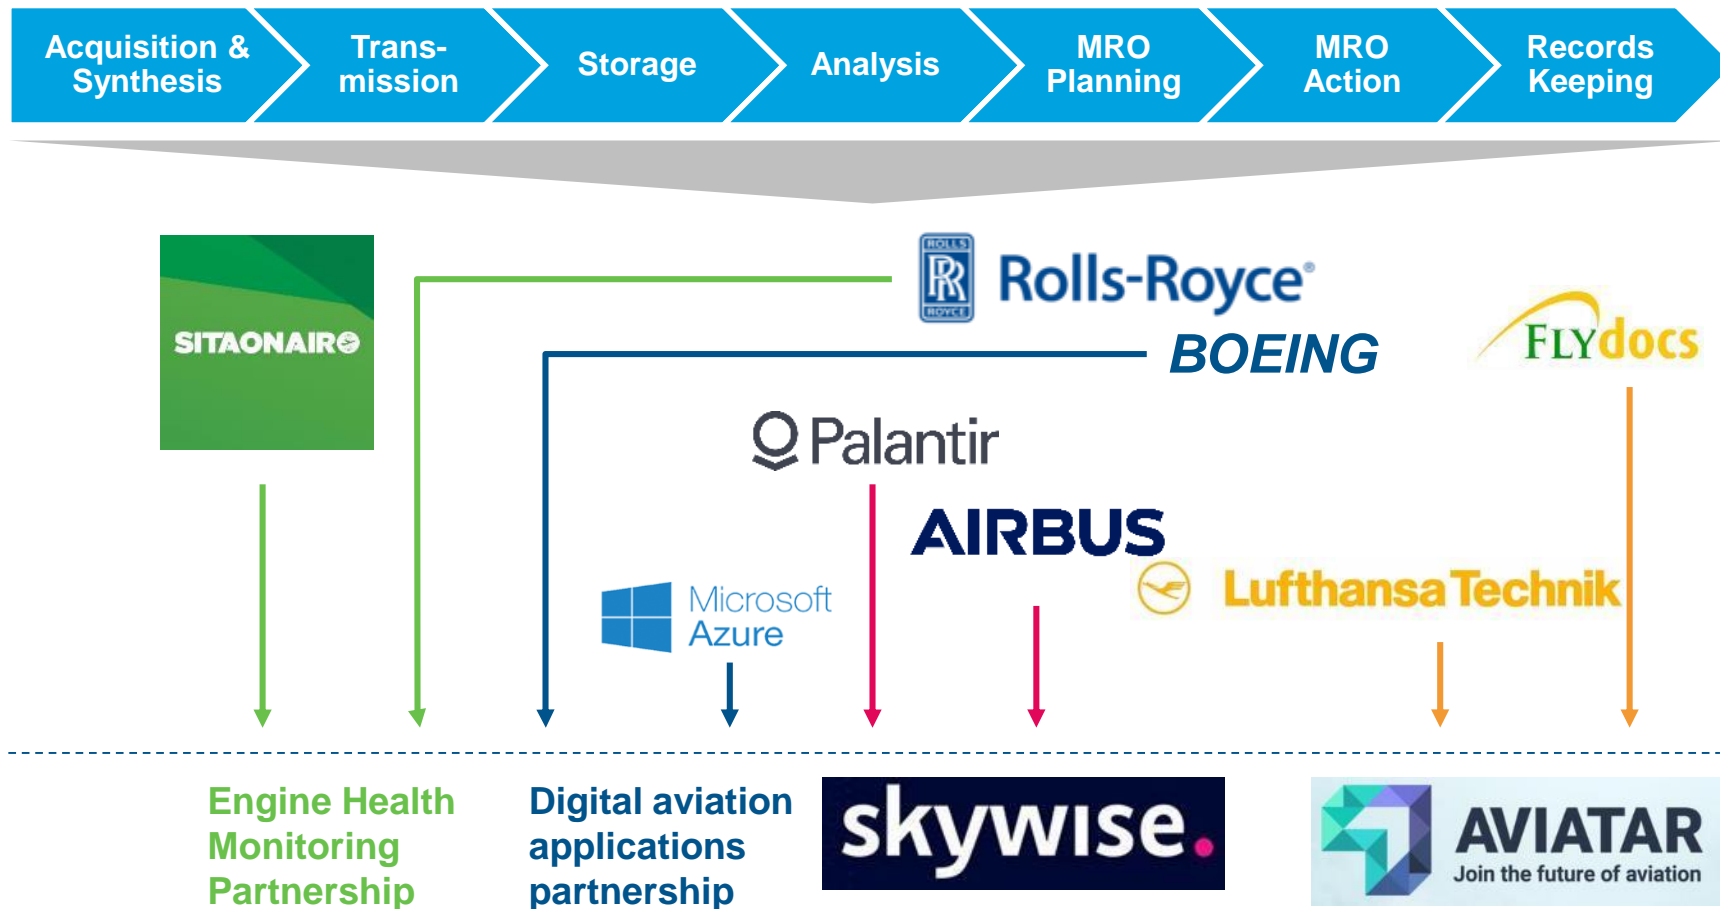 Acquisition &
Synthesis
Trans-
mission
Storage
Analysis
MRO
Planning
MRO
Action
Records
Keeping
SITAONAIR
ROLLS
RR
ROYCE
Rolls-Royce®
BOEING
FLYdocs
Palantir
AIRBUS
Microsoft
Azure
Lufthansa Technik
Engine Health
Monitoring
Partnership
Digital aviation
applications
partnership
skywise.
AVIATAR
Join the future of aviation